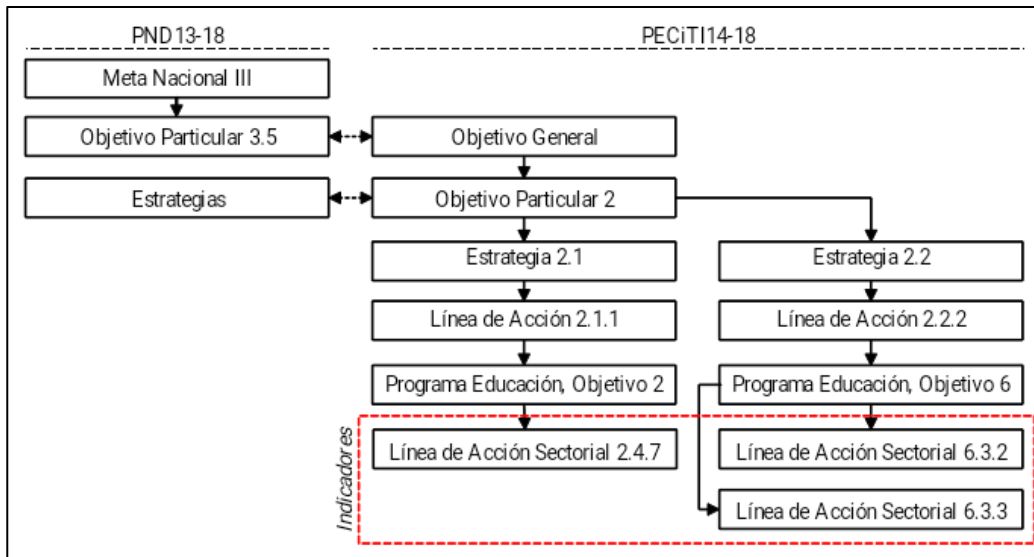 PND13-18
PECiTI14-18
Meta Nacional III
Objetivo Particular 3.5
Objetivo General
Estrategias
Objetivo Particular 2
Estrategia 2.1
Estrategia 2.2
Línea de Acción 2.1.1
Línea de Acción 2.2.2
Programa Educación, Objetivo 2
Programa Educación, Objetivo 6
Indicadores
Línea de Acción Sectorial 2.4.7
Línea de Acción Sectorial 6.3.2
Línea de Acción Sectorial 6.3.3